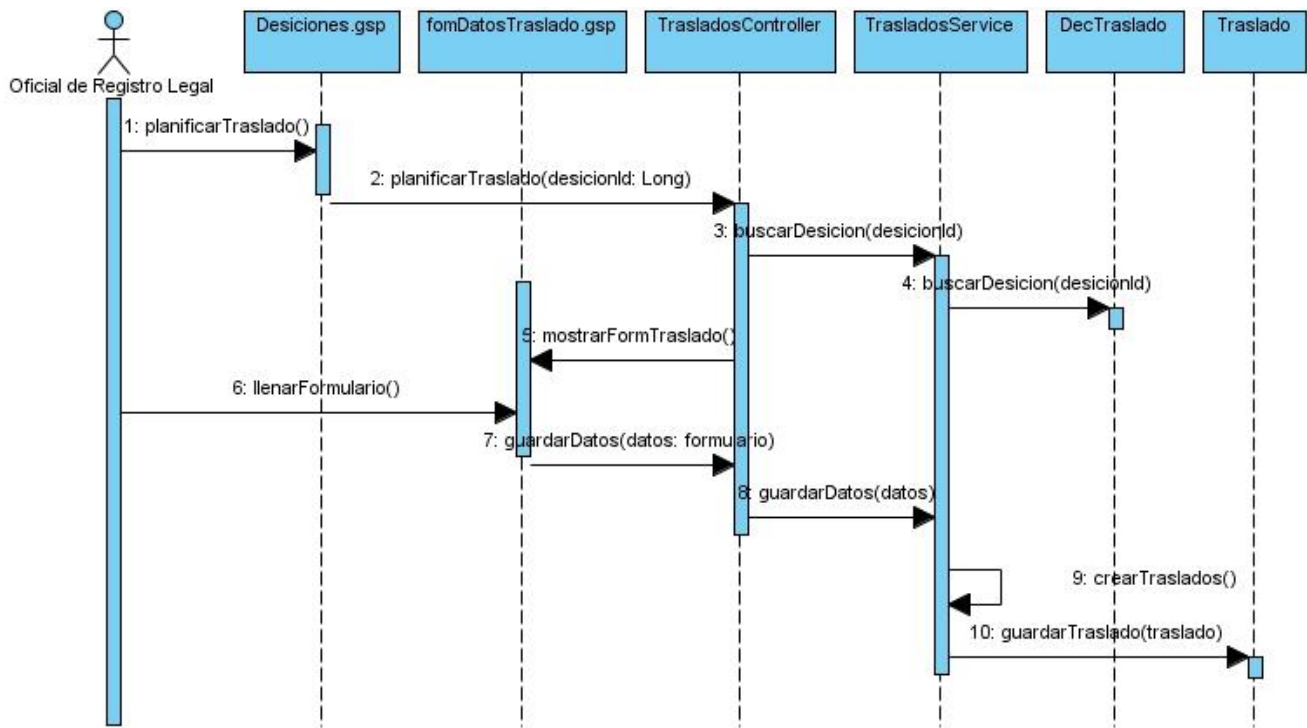 Desiciones.gsp
fomDatosTraslado.gsp
TrasladosController
TrasladosService
DecTraslado
Traslado
Oficial de Registro Legal
1: planificarTraslado()
2: planificarTraslado(desicionId: Long)
3: buscarDesicion(desicionId)
4: buscarDesicion(desicionId)
5: mostrarFormTraslado()
6: llenarFormulario()
7: guardarDatos(datos: formulario)
8: guardarDatos(datos)
9: crearTraslados()
10: guardarTraslado(traslado)